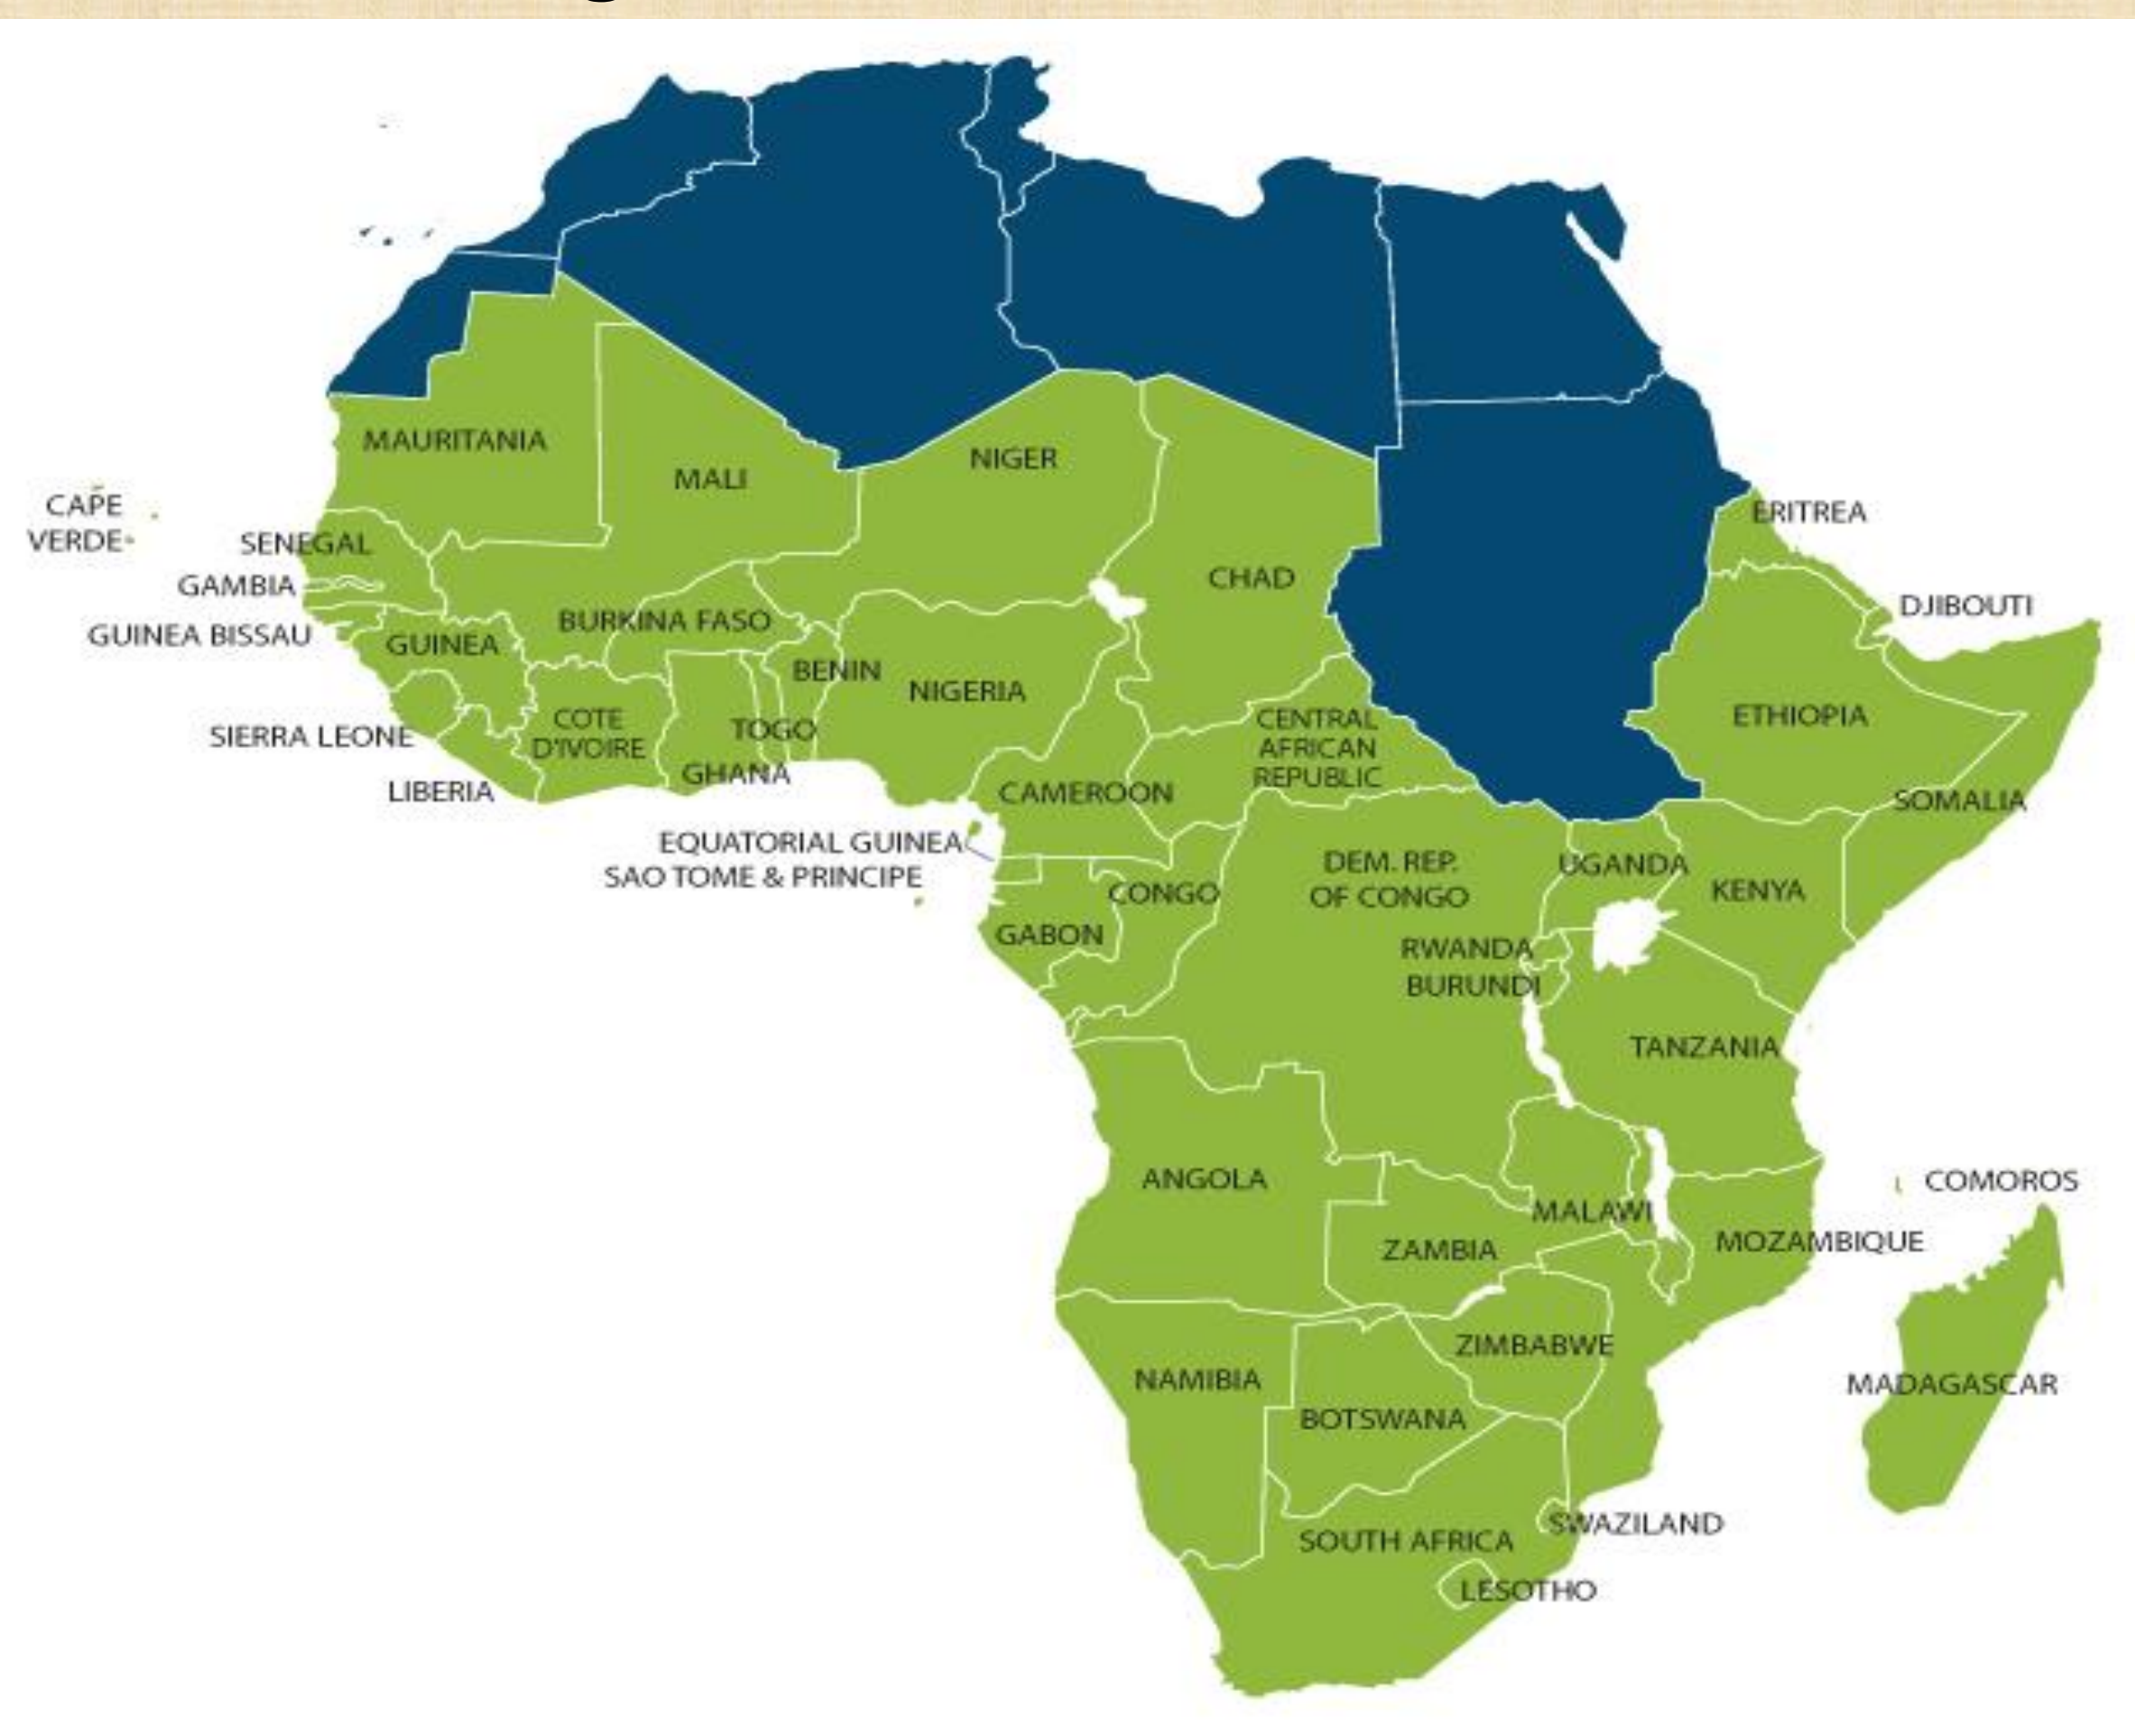 MAURITANIA
NIGER
MALI
CAPE
VERDE
ERITREA
SENEGAL
CHAD
GAMBIA
DJIBOUTI
BURKINA FASO
GUINEA BISSAU
GUINEA
BENIN
NIGERIA
COTE
D'IVOIRE
TOGO
CENTRAL
AFRICAN
REPUBLIC
ETHIOPIA
SIERRA LEONE
GHANA
LIBERIA
CAMEROON
SOMALIA
EQUATORIAL GUINEA
SAO TOME & PRINCIPE
DEM. REP.
OF CONGO
UGANDA
KENYA
CONGO
GABON
RWANDA
BURUNDI
TANZANIA
ANGOLA
COMOROS
MALAWI
MOZAMBIQUE
ZAMBIA
ZIMBABWE
NAMIBIA
MADAGASCAR
BOTSWANA
SWAZILAND
SOUTH AFRICA
LESOTHO